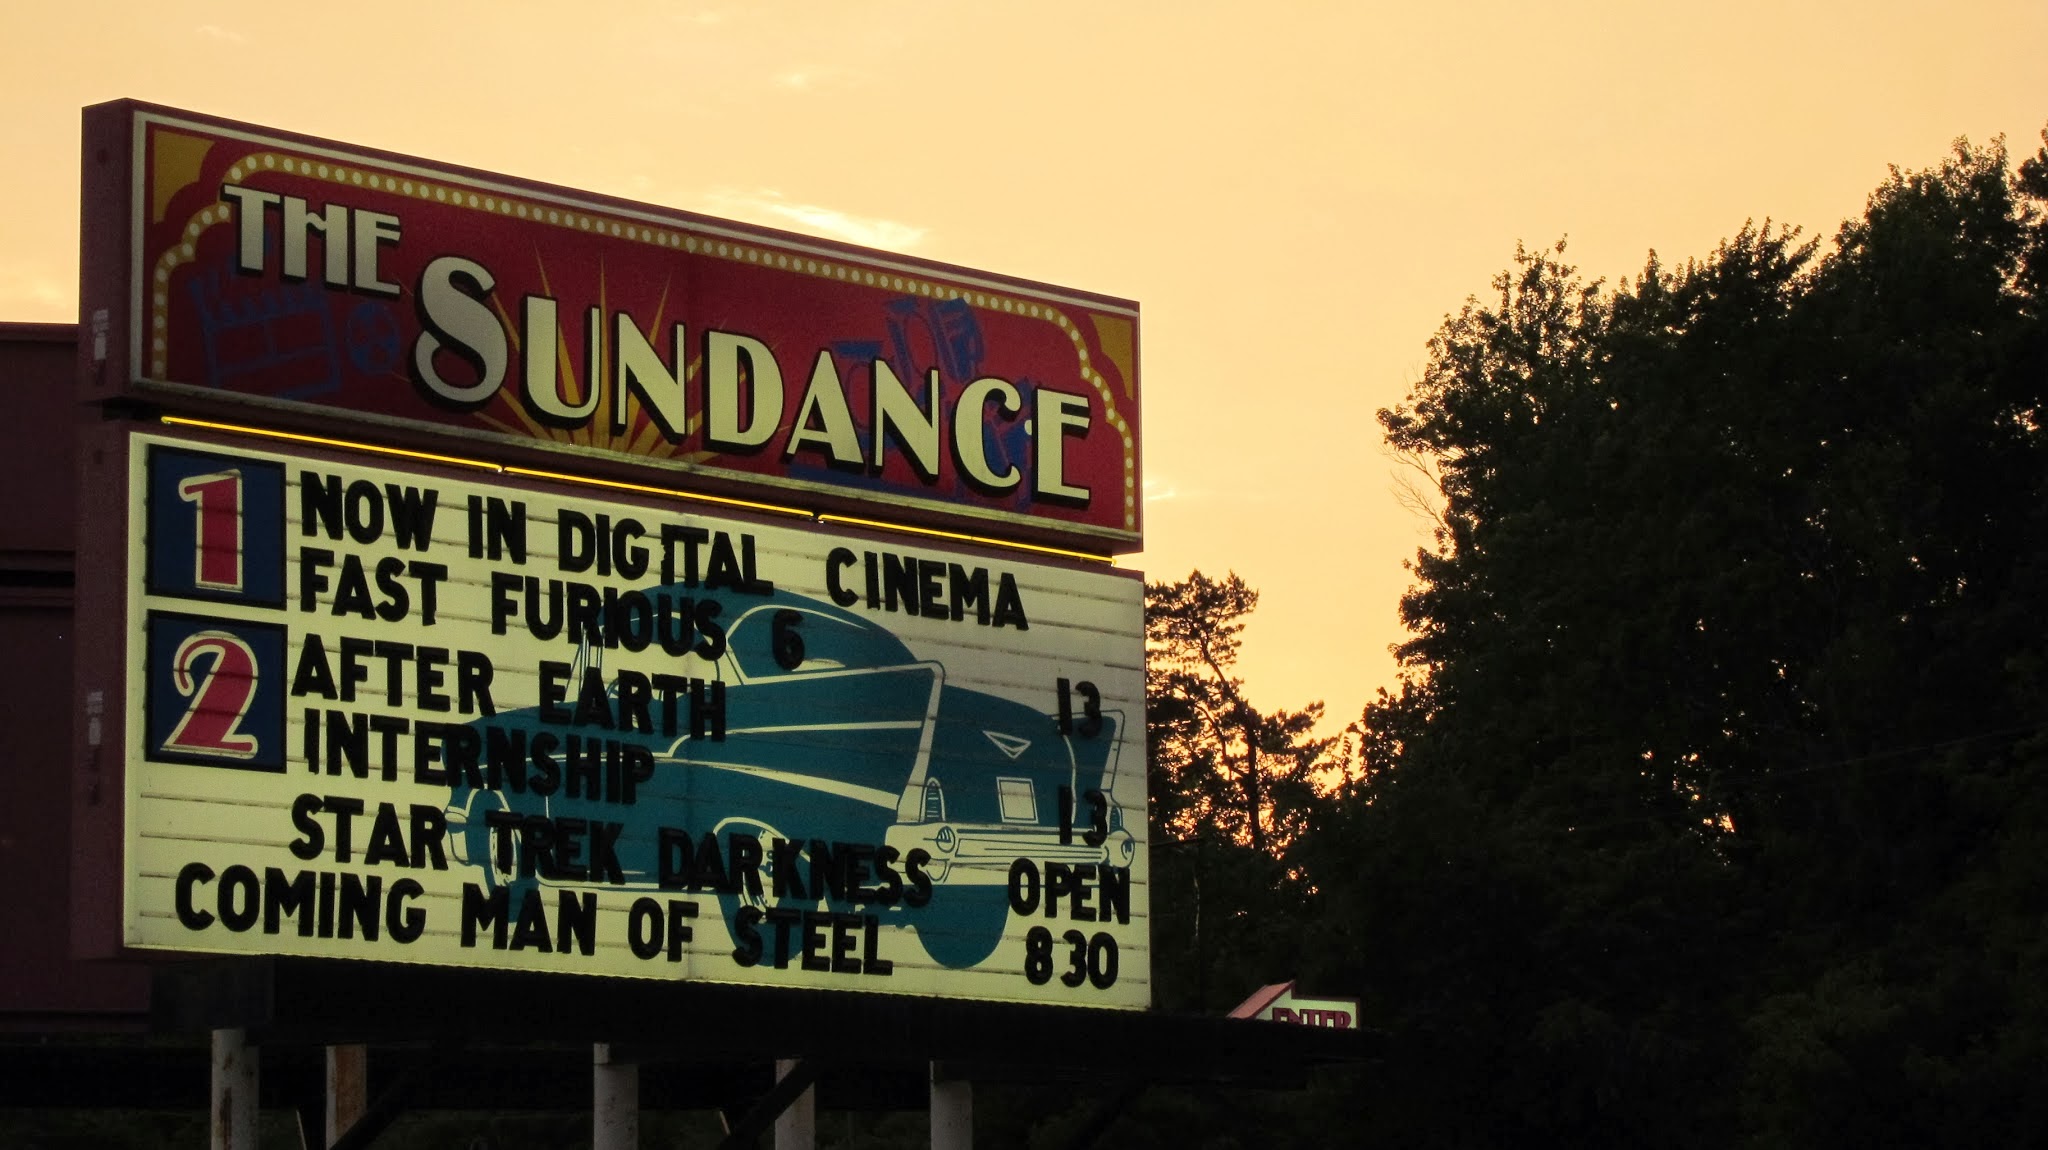 THE SUNDANCE
1 NOW IN DIGITAL CINEMA
FAST FURIOUS 6
2 AFTER EARTH 13
INTERNSHIP 13
STAR TREK DARKNESS OPEN
COMING MAN OF STEEL 830
ENTER